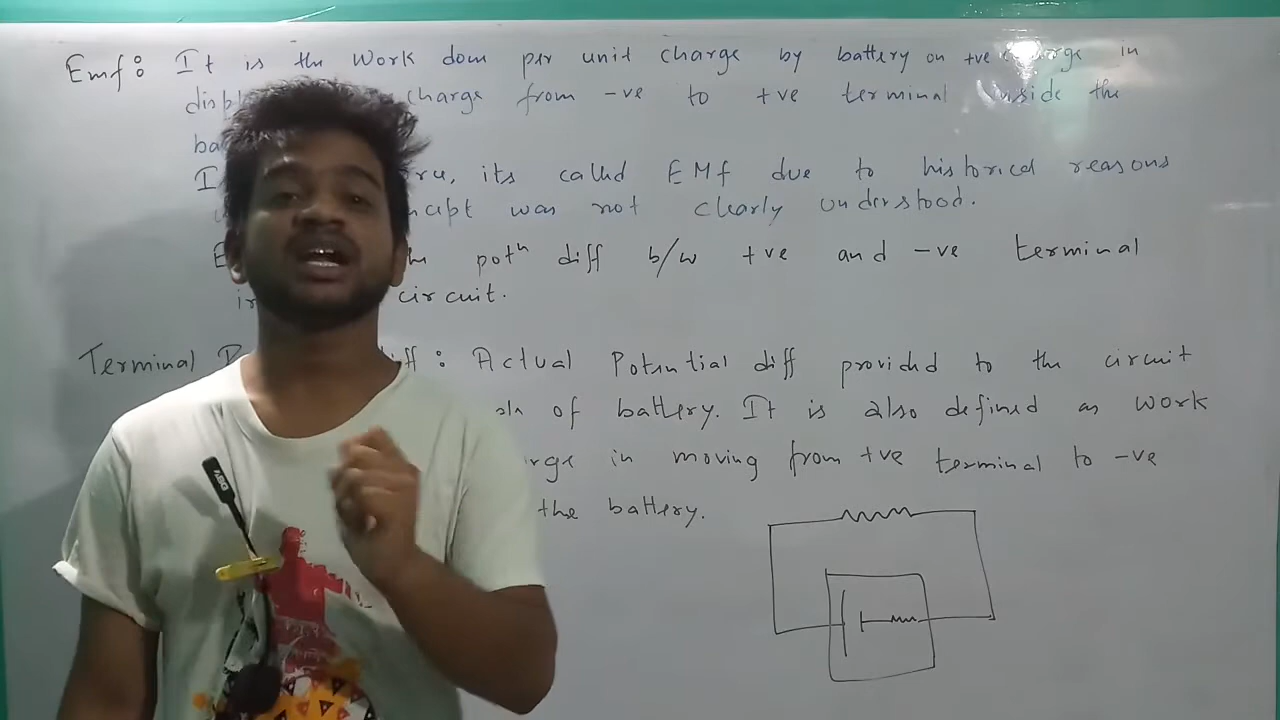 Emf: It is the work done per unit charge by battery on +ve charge in
charge from -ve to +ve terminal inside the
its called EMf due to historical reasons
was not clearly understood.
potn diff b/w +ve and -ve terminal
circuit.
Terminal diff: Actual Potential diff provided to the circuit
of battery. It is also defined as work
in moving from +ve terminal to -ve
the battery.